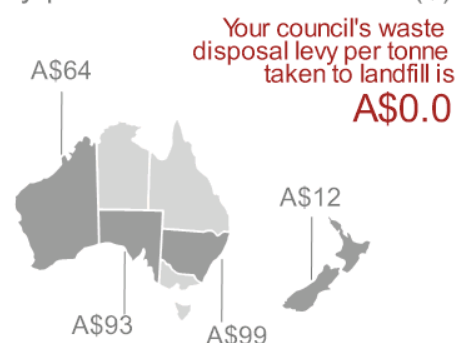 Your council's waste
disposal levy per tonne
taken to landfill is
A$0.0
A$64
A$12
A$93
A$99